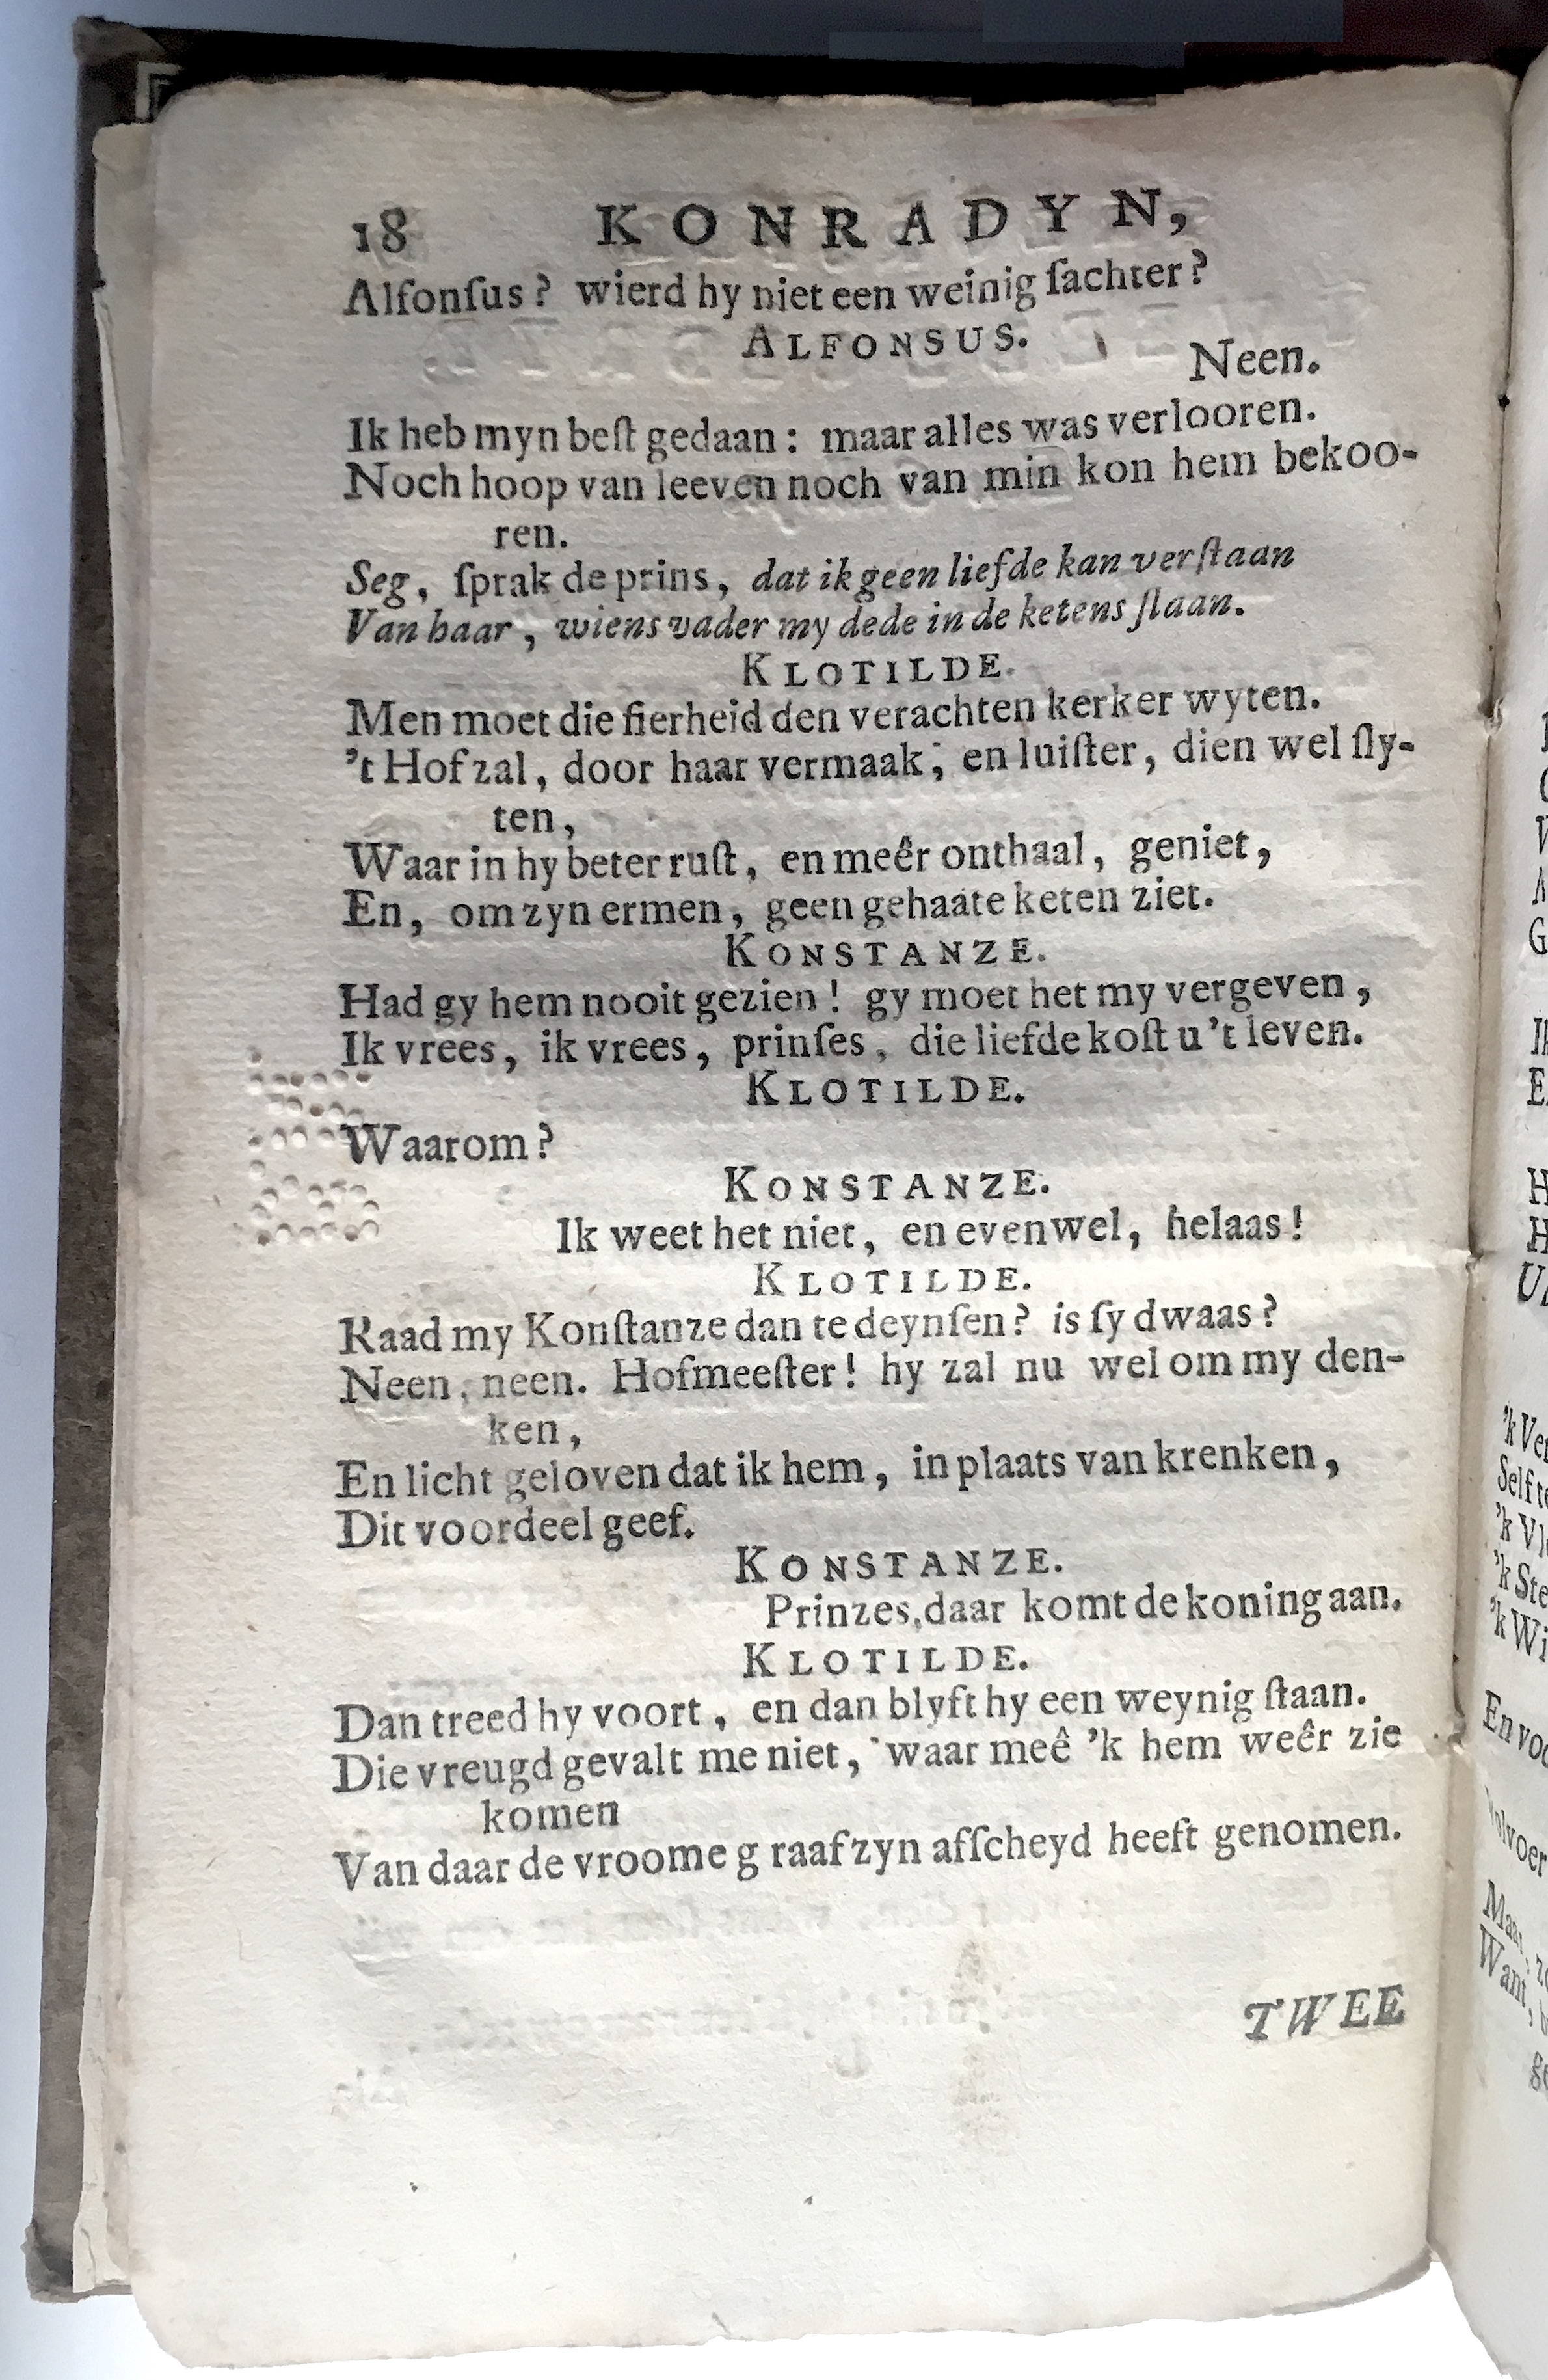 18 KONRADYN,
Alfonſus? wierd hy niet een weinig ſachter?
ALFONSUS.
Neen.
Ik heb myn beſt gedaan: maar alles was verlooren.
Noch hoop van leeven noch van min kon hem bekoo-
ren.
Seg, ſprak de prins, dat ik geen liefde kan verſtaan
Van haar, wiens vader my dede in de ketens ſlaan.
KLOTILDE.
Men moet die fierheid den verachten kerker wyten.
't Hof zal, door haar vermaak, en luiſter, dien wel ſly-
ten,
Waar in hy beter ruſt, en meêr onthaal, geniet,
En, om zyn ermen, geen gehaate keten ziet.
KONSTANZE.
Had gy hem nooit gezien! gy moet het my vergeven,
Ik vrees, ik vrees, prinſes, die liefde koſt u 't leven.
KLOTILDE.
Waarom?
KONSTANZE.
Ik weet het niet, en evenwel, helaas!
KLOTILDE.
Raad my Konſtanze dan te deynſen? is ſy dwaas?
Neen, neen. Hofmeeſter! hy zal nu wel om my den-
ken,
En licht geloven dat ik hem, in plaats van krenken,
Dit voordeel geef.
KONSTANZE.
Prinzes, daar komt de koning aan.
KLOTILDE.
Dan treed hy voort, en dan blyft hy een weynig ſtaan.
Die vreugd gevalt me niet, waar meê 'k hem weêr zie
komen
Van daar de vroome g raaf zyn afſcheyd heeft genomen.
TWEE